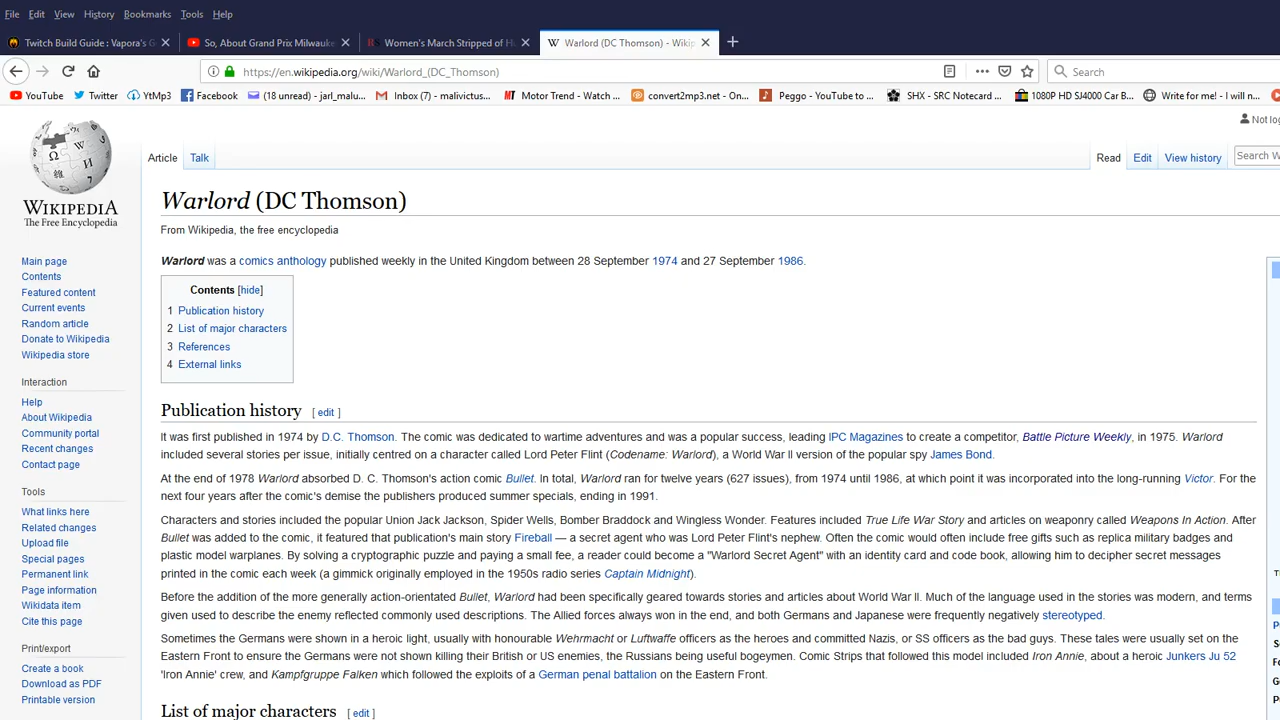 File Edit View History Bookmarks Tools Help
Twitch Build Guide : Vapora's G So, About Grand Prix Milwauke Women's March Stripped of H Warlord (DC Thomson) - Wikip
https://en.wikipedia.org/wiki/Warlord_(DC_Thomson) Search
YouTube Twitter YtMp3 Facebook (18 unread) - jarl_malu... Inbox (7) - malivictus... Motor Trend - Watch ... convert2mp3.net - On... Peggo - YouTube to ... SHX - SRC Notecard ... 1080P HD SJ4000 Car B... Write for me! - I will n...
Not log
Article Talk Read Edit View history Search W
WIKIPEDIA
The Free Encyclopedia
Warlord (DC Thomson)
From Wikipedia, the free encyclopedia
Warlord was a comics anthology published weekly in the United Kingdom between 28 September 1974 and 27 September 1986.
Contents [hide]
1 Publication history
2 List of major characters
3 References
4 External links
Main page
Contents
Featured content
Current events
Random article
Donate to Wikipedia
Wikipedia store
Interaction
Help
About Wikipedia
Community portal
Recent changes
Contact page
Tools
What links here
Related changes
Upload file
Special pages
Permanent link
Page information
Wikidata item
Cite this page
Print/export
Create a book
Download as PDF
Printable version
Publication history [ edit ]
It was first published in 1974 by D.C. Thomson. The comic was dedicated to wartime adventures and was a popular success, leading IPC Magazines to create a competitor, Battle Picture Weekly, in 1975. Warlord
included several stories per issue, initially centred on a character called Lord Peter Flint (Codename: Warlord), a World War II version of the popular spy James Bond.
At the end of 1978 Warlord absorbed D. C. Thomson's action comic Bullet. In total, Warlord ran for twelve years (627 issues), from 1974 until 1986, at which point it was incorporated into the long-running Victor. For the
next four years after the comic's demise the publishers produced summer specials, ending in 1991.
Characters and stories included the popular Union Jack Jackson, Spider Wells, Bomber Braddock and Wingless Wonder. Features included True Life War Story and articles on weaponry called Weapons In Action. After
Bullet was added to the comic, it featured that publication's main story Fireball — a secret agent who was Lord Peter Flint's nephew. Often the comic would often include free gifts such as replica military badges and
plastic model warplanes. By solving a cryptographic puzzle and paying a small fee, a reader could become a "Warlord Secret Agent" with an identity card and code book, allowing him to decipher secret messages
printed in the comic each week (a gimmick originally employed in the 1950s radio series Captain Midnight).
Before the addition of the more generally action-orientated Bullet, Warlord had been specifically geared towards stories and articles about World War II. Much of the language used in the stories was modern, and terms
given used to describe the enemy reflected commonly used descriptions. The Allied forces always won in the end, and both Germans and Japanese were frequently negatively stereotyped.
Sometimes the Germans were shown in a heroic light, usually with honourable Wehrmacht or Luftwaffe officers as the heroes and committed Nazis, or SS officers as the bad guys. These tales were usually set on the
Eastern Front to ensure the Germans were not shown killing their British or US enemies, the Russians being useful bogeymen. Comic Strips that followed this model included Iron Annie, about a heroic Junkers Ju 52
'Iron Annie' crew, and Kampfgruppe Falken which followed the exploits of a German penal battalion on the Eastern Front.
List of major characters [ edit ]